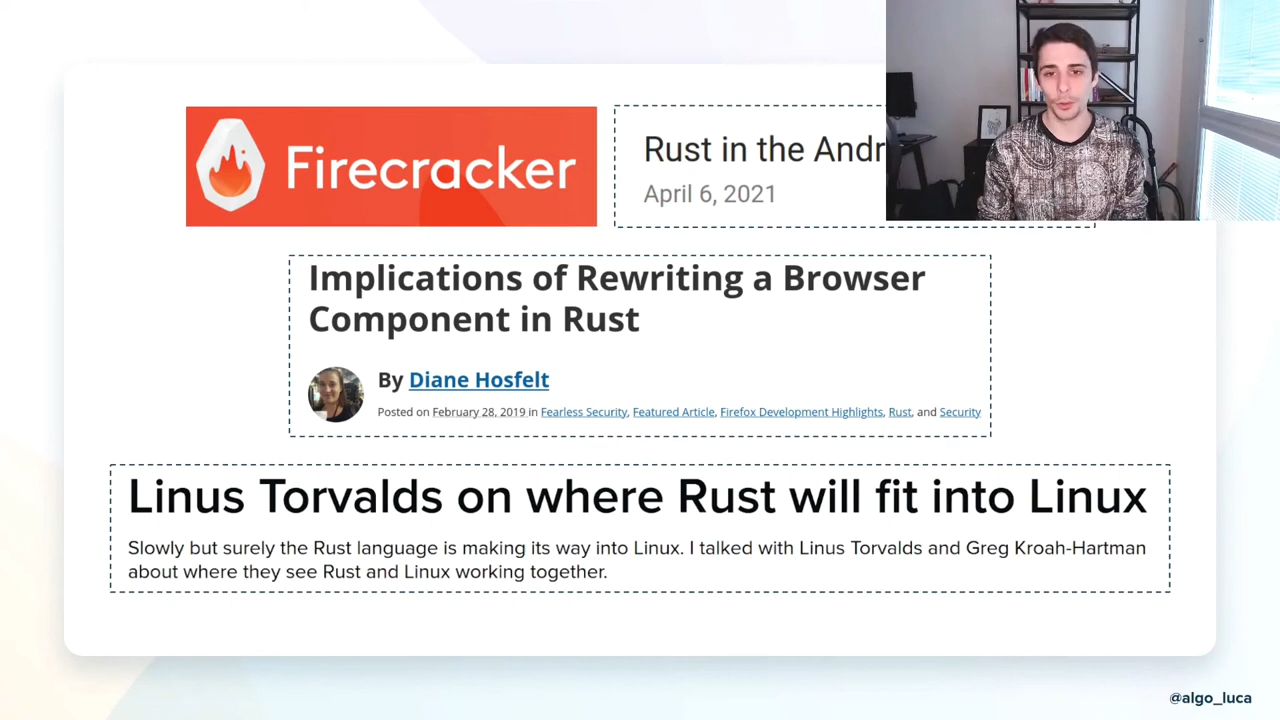 Firecracker
Rust in the Andr
April 6, 2021
Implications of Rewriting a Browser
Component in Rust
By Diane Hosfelt
Posted on February 28, 2019 in Fearless Security, Featured Article, Firefox Development Highlights, Rust, and Security
Linus Torvalds on where Rust will fit into Linux
Slowly but surely the Rust language is making its way into Linux. I talked with Linus Torvalds and Greg Kroah-Hartman
about where they see Rust and Linux working together.
@algo_luca